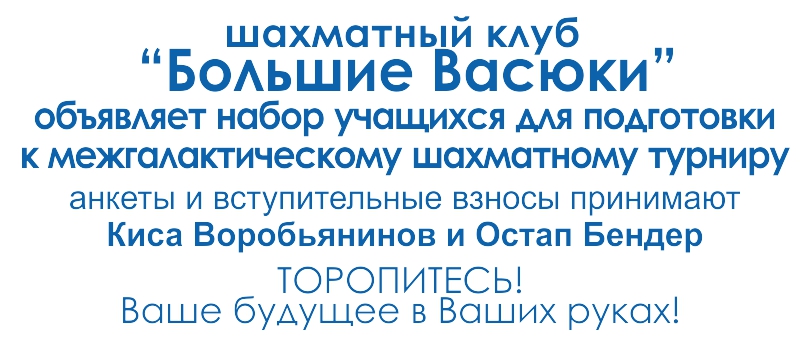 шахматный клуб
“Большие Васюки”
объявляет набор учащихся для подготовки
к межгалактическому шахматному турниру
анкеты и вступительные взносы принимают
Киса Воробьянинов и Остап Бендер
ТОРОПИТЕСЬ!
Ваше будущее в Ваших руках!